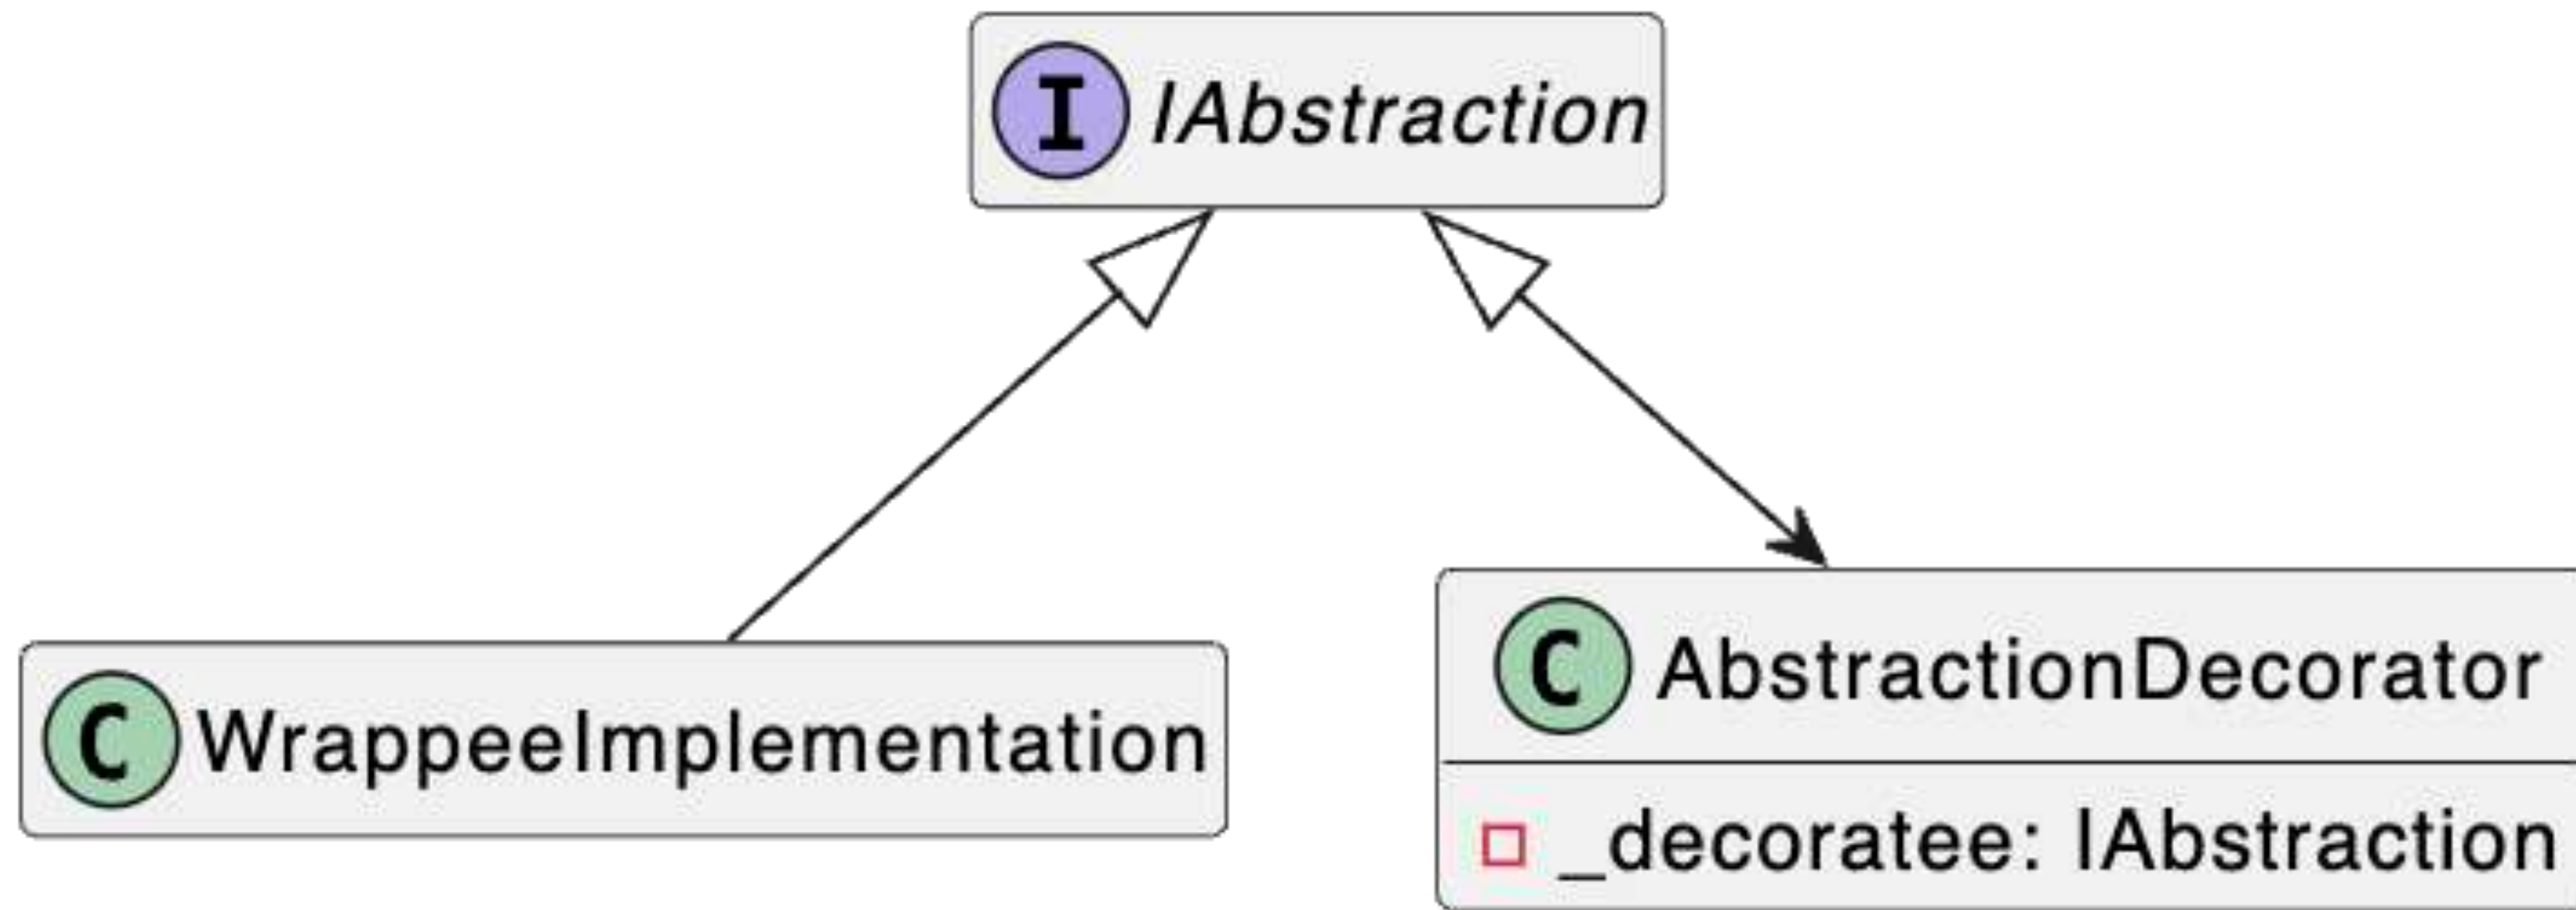 I IAbstraction
C WrappeeImplementation
C AbstractionDecorator
_decoratee: IAbstraction